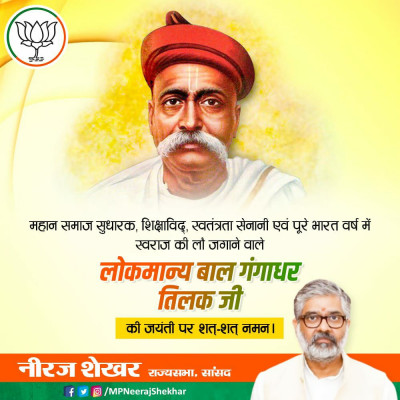 महान समाज सुधारक, शिक्षाविद्, स्वतंत्रता सेनानी एवं पूरे भारत वर्ष में
स्वराज की लौ जगाने वाले
लोकमान्य बाल गंगाधर
तिलक जी
की जयंती पर शत्-शत् नमन।
नीरज शेखर राज्यसभा, सांसद
/MPNeerajShekhar